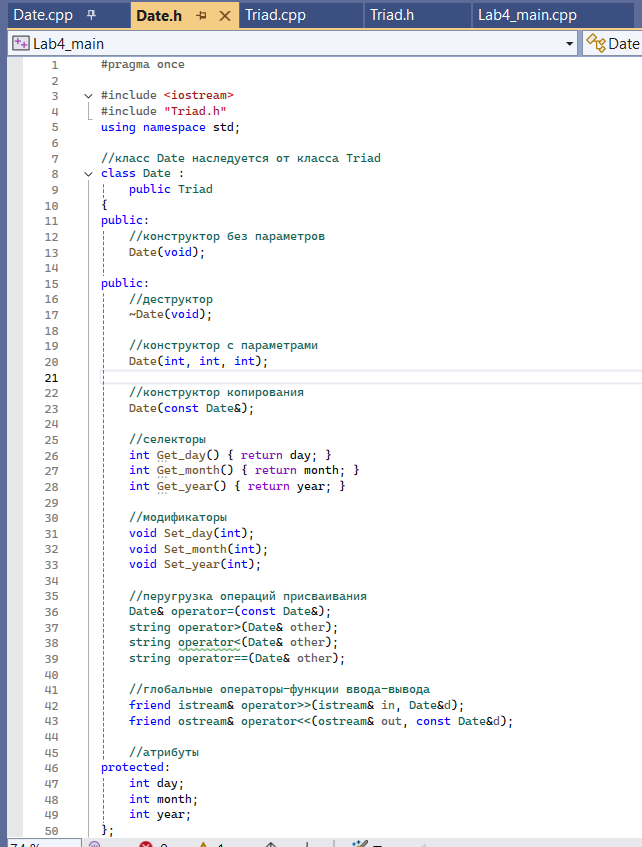 Date.cpp
Date.h
Triad.cpp
Triad.h
Lab4_main.cpp
Lab4_main
Date
1 #pragma once
2
3 #include <iostream>
4 #include "Triad.h"
5 using namespace std;
6
7 //класс Date наследуется от класса Triad
8 class Date :
9 public Triad
10 {
11 public:
12 //конструктор без параметров
13 Date(void);
14
15 public:
16 //деструктор
17 ~Date(void);
18
19 //конструктор с параметрами
20 Date(int, int, int);
21
22 //конструктор копирования
23 Date(const Date&);
24
25 //селекторы
26 int Get_day() { return day; }
27 int Get_month() { return month; }
28 int Get_year() { return year; }
29
30 //модификаторы
31 void Set_day(int);
32 void Set_month(int);
33 void Set_year(int);
34
35 //перугрузка операций присваивания
36 Date& operator=(const Date&);
37 string operator>(Date& other);
38 string operator<(Date& other);
39 string operator==(Date& other);
40
41 //глобальные операторы-функции ввода-вывода
42 friend istream& operator>>(istream& in, Date&d);
43 friend ostream& operator<<(ostream& out, const Date&d);
44
45 //атрибуты
46 protected:
47 int day;
48 int month;
49 int year;
50 };